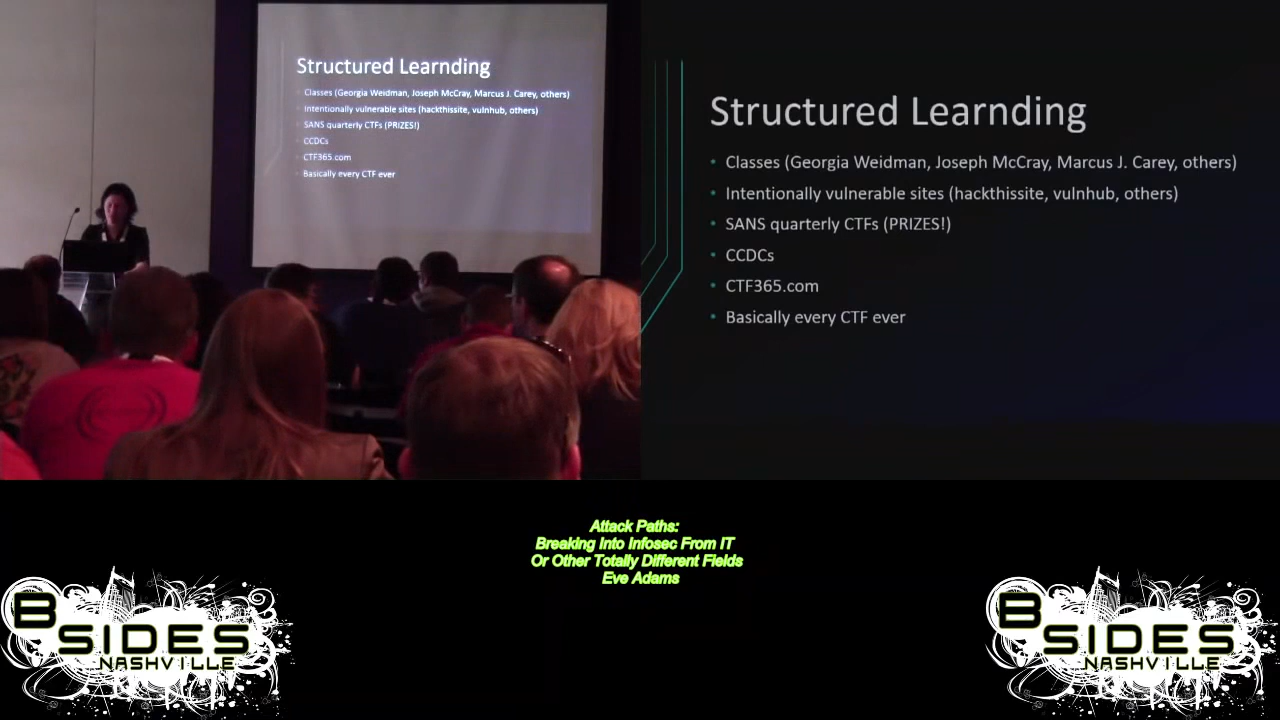 Structured Learnding
Classes (Georgia Weidman, Joseph McCray, Marcus J. Carey, others)
Intentionally vulnerable sites (hackthissite, vulnhub, others)
SANS quarterly CTFs (PRIZES!)
CCDCs
CTF365.com
Basically every CTF ever
Structured Learnding
• Classes (Georgia Weidman, Joseph McCray, Marcus J. Carey, others)
• Intentionally vulnerable sites (hackthissite, vulnhub, others)
• SANS quarterly CTFs (PRIZES!)
• CCDCs
• CTF365.com
• Basically every CTF ever
Attack Paths:
Breaking Into Infosec From IT
Or Other Totally Different Fields
Eve Adams
B
SIDES
NASHVILLE
B
SIDES
NASHVILLE